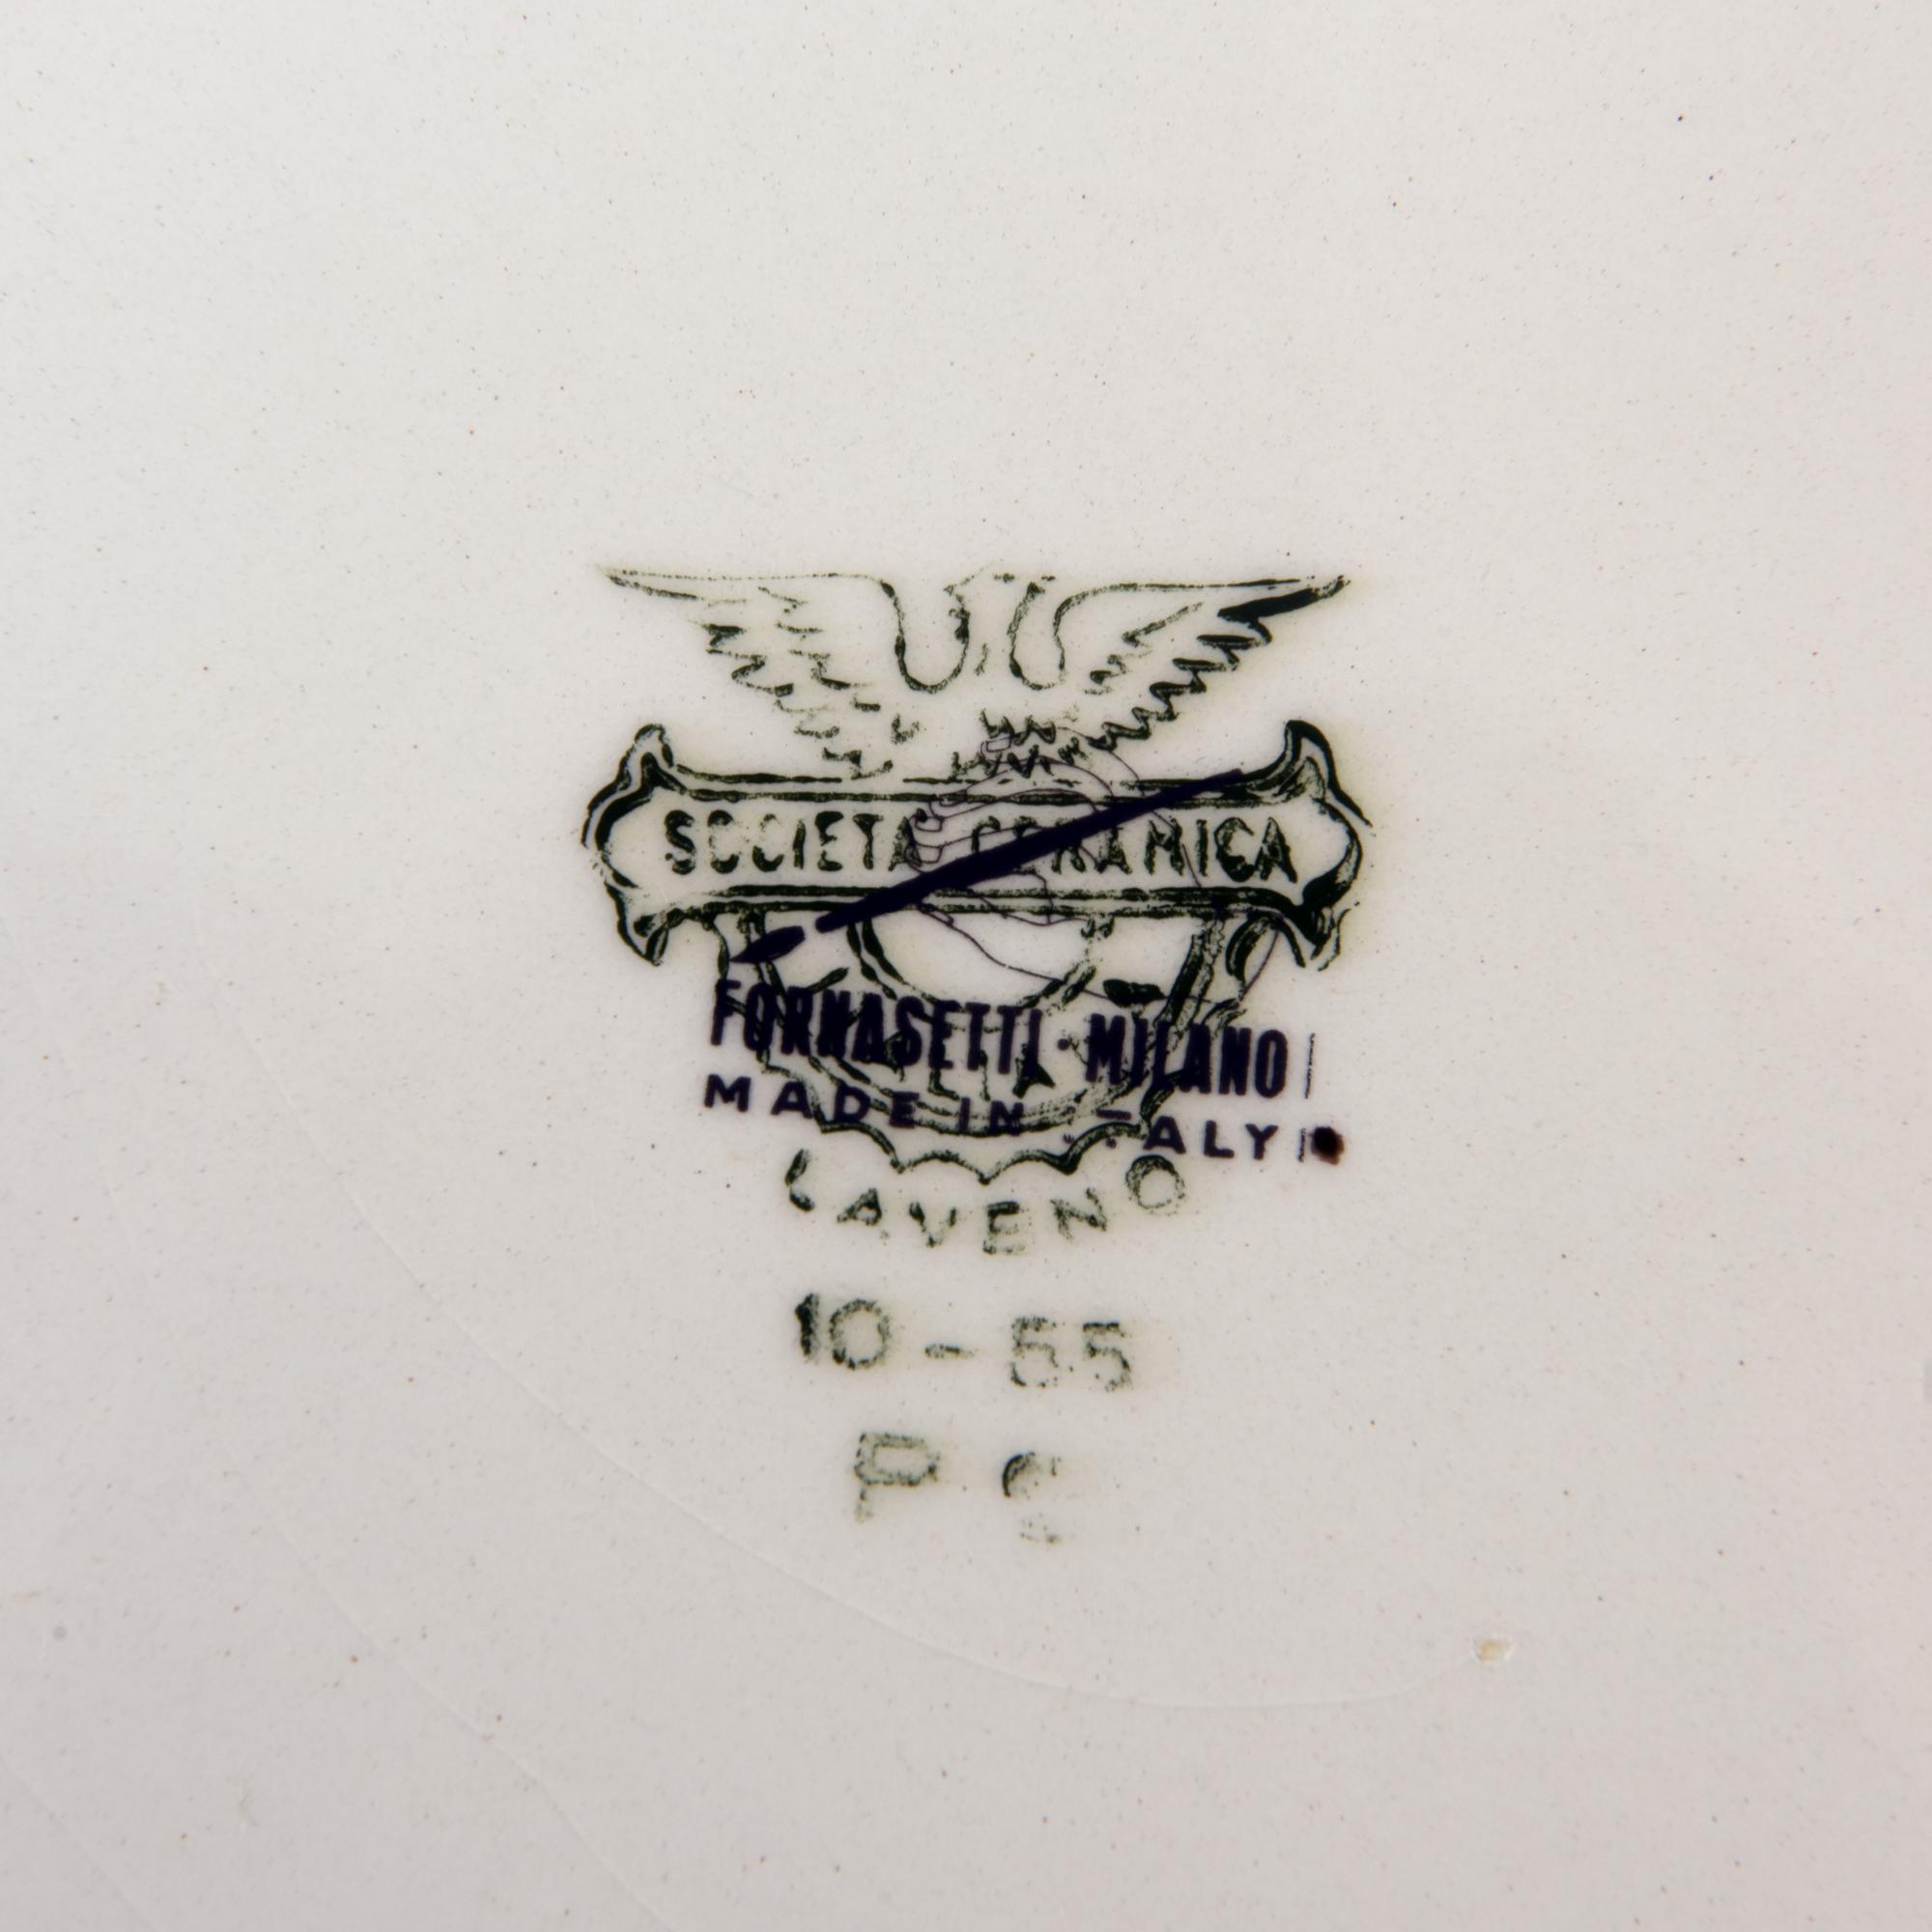 SOCIETA CERAMICA
FORNASETTI · MILANO
MADE IN ITALY
LAVENO
10 - 55
P S